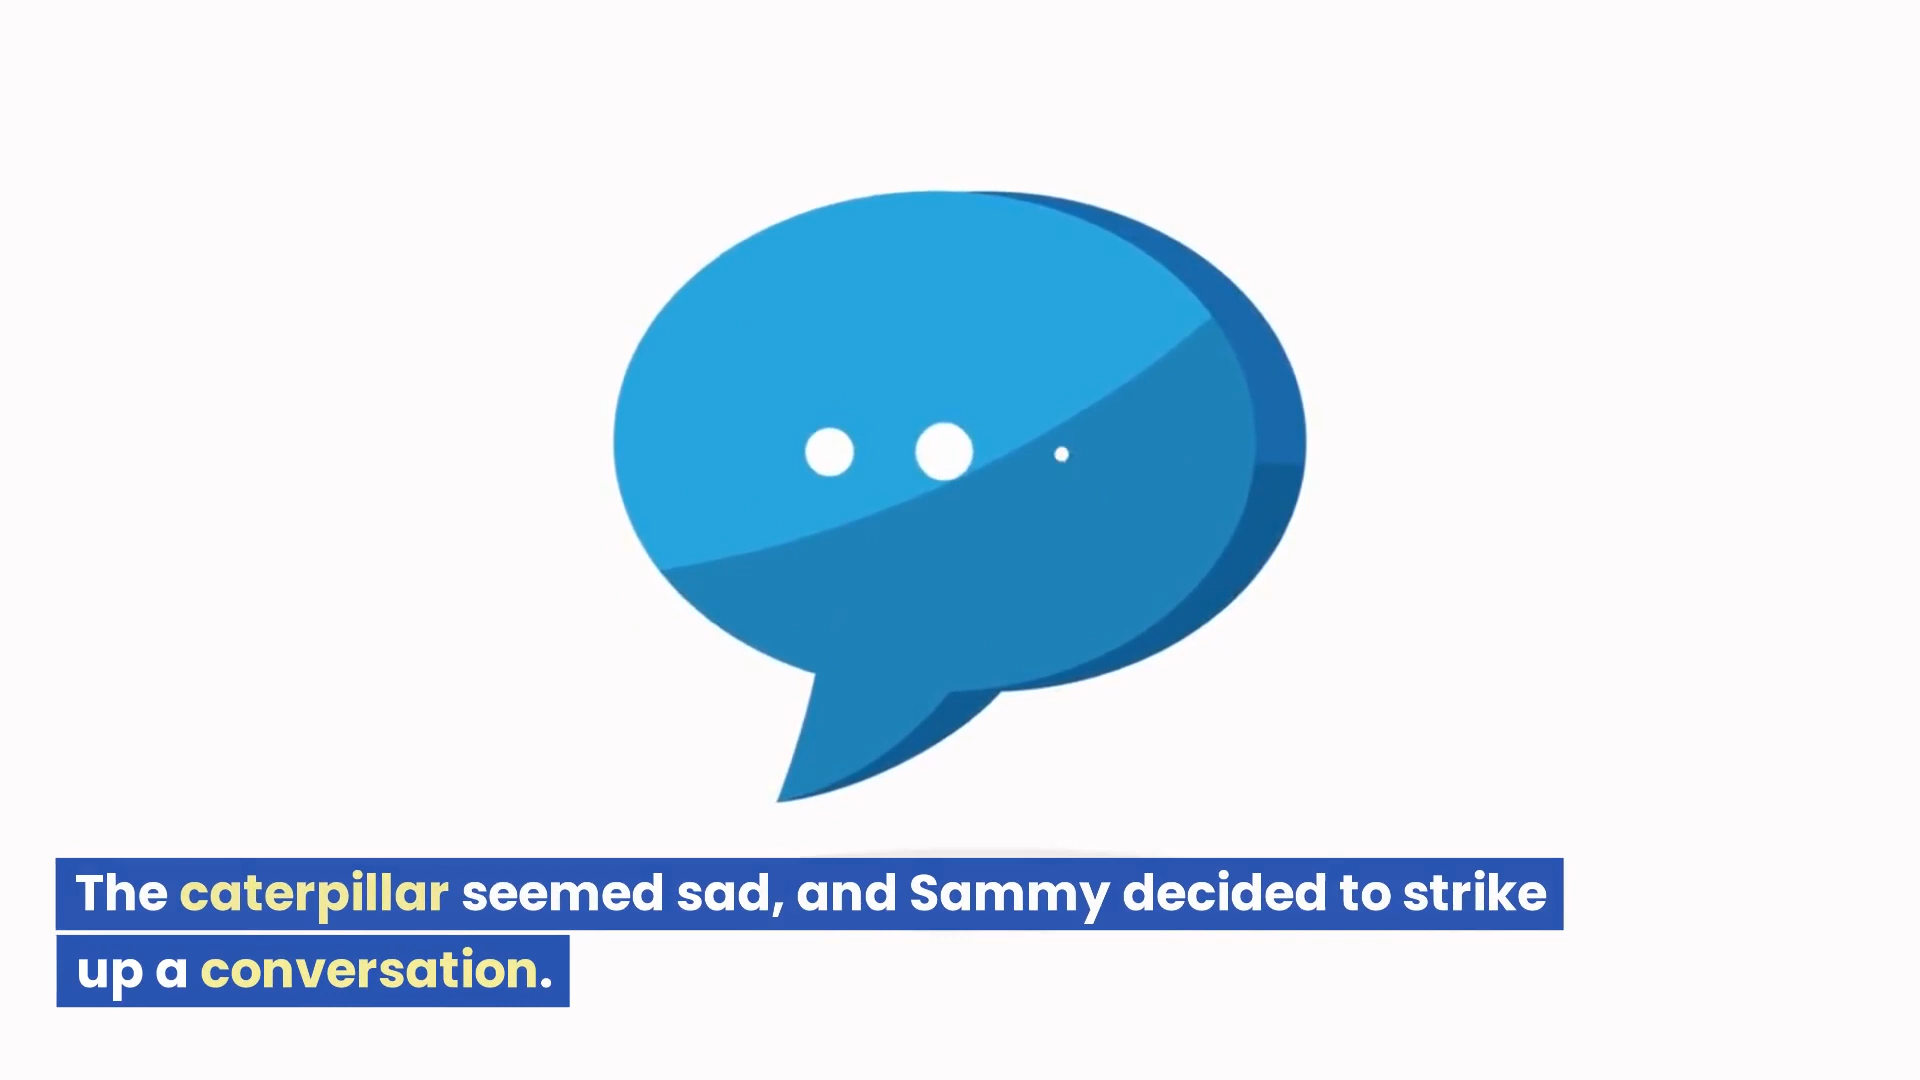 The caterpillar seemed sad, and Sammy decided to strike
up a conversation.